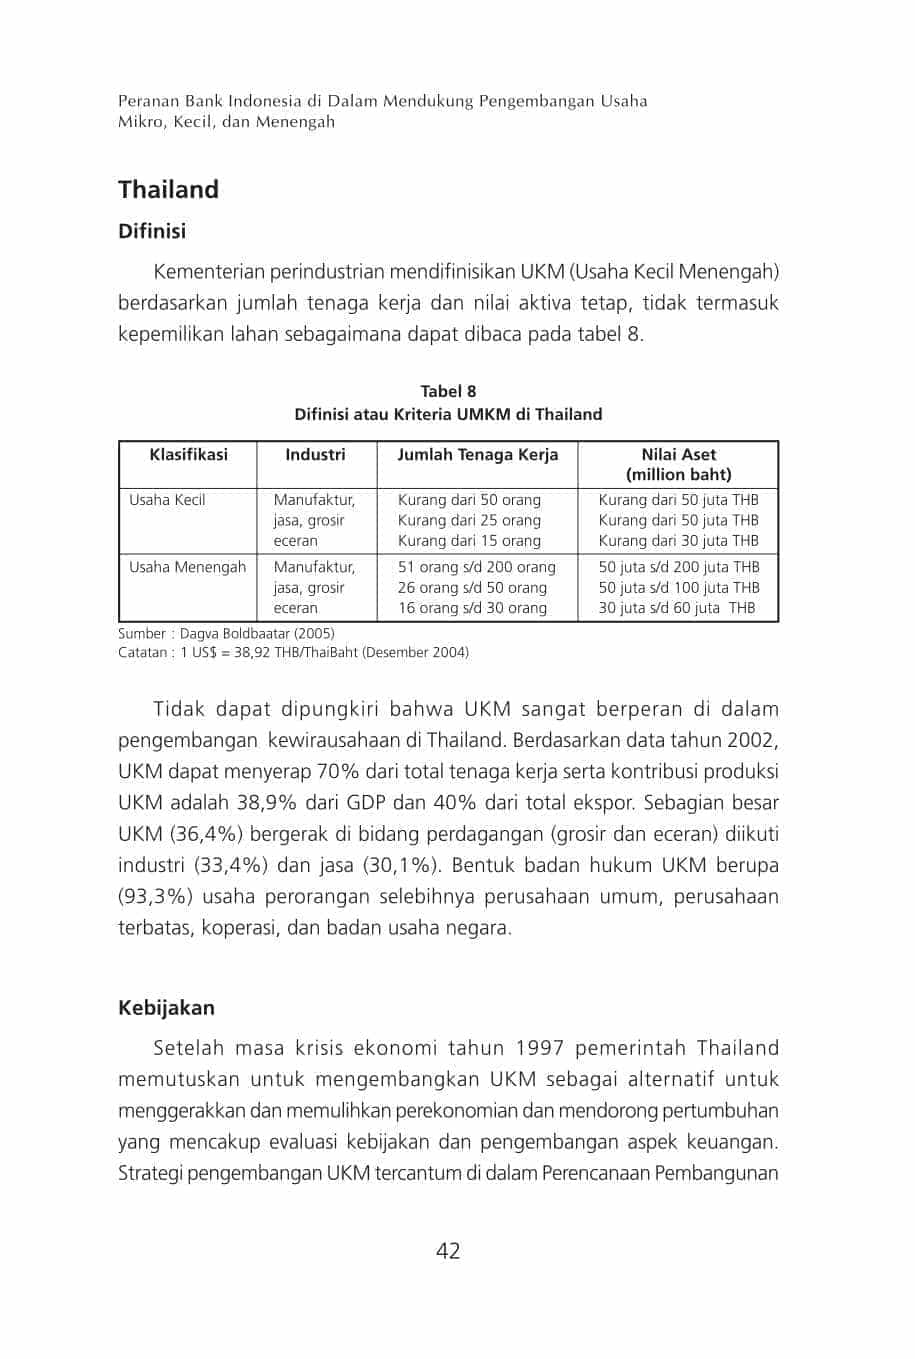 Peranan Bank Indonesia di Dalam Mendukung Pengembangan Usaha
Mikro, Kecil, dan Menengah
Thailand
Difinisi
Kementerian perindustrian mendifinisikan UKM (Usaha Kecil Menengah)
berdasarkan jumlah tenaga kerja dan nilai aktiva tetap, tidak termasuk
kepemilikan lahan sebagaimana dapat dibaca pada tabel 8.
Tabel 8
Difinisi atau Kriteria UMKM di Thailand
Klasifikasi Industri Jumlah Tenaga Kerja Nilai Aset
(million baht)
Usaha Kecil Manufaktur, Kurang dari 50 orang Kurang dari 50 juta THB
jasa, grosir Kurang dari 25 orang Kurang dari 50 juta THB
eceran Kurang dari 15 orang Kurang dari 30 juta THB
Usaha Menengah Manufaktur, 51 orang s/d 200 orang 50 juta s/d 200 juta THB
jasa, grosir 26 orang s/d 50 orang 50 juta s/d 100 juta THB
eceran 16 orang s/d 30 orang 30 juta s/d 60 juta THB
Sumber : Dagva Boldbaatar (2005)
Catatan : 1 US$ = 38,92 THB/ThaiBaht (Desember 2004)
Tidak dapat dipungkiri bahwa UKM sangat berperan di dalam
pengembangan kewirausahaan di Thailand. Berdasarkan data tahun 2002,
UKM dapat menyerap 70% dari total tenaga kerja serta kontribusi produksi
UKM adalah 38,9% dari GDP dan 40% dari total ekspor. Sebagian besar
UKM (36,4%) bergerak di bidang perdagangan (grosir dan eceran) diikuti
industri (33,4%) dan jasa (30,1%). Bentuk badan hukum UKM berupa
(93,3%) usaha perorangan selebihnya perusahaan umum, perusahaan
terbatas, koperasi, dan badan usaha negara.
Kebijakan
Setelah masa krisis ekonomi tahun 1997 pemerintah Thailand
memutuskan untuk mengembangkan UKM sebagai alternatif untuk
menggerakkan dan memulihkan perekonomian dan mendorong pertumbuhan
yang mencakup evaluasi kebijakan dan pengembangan aspek keuangan.
Strategi pengembangan UKM tercantum di dalam Perencanaan Pembangunan
42